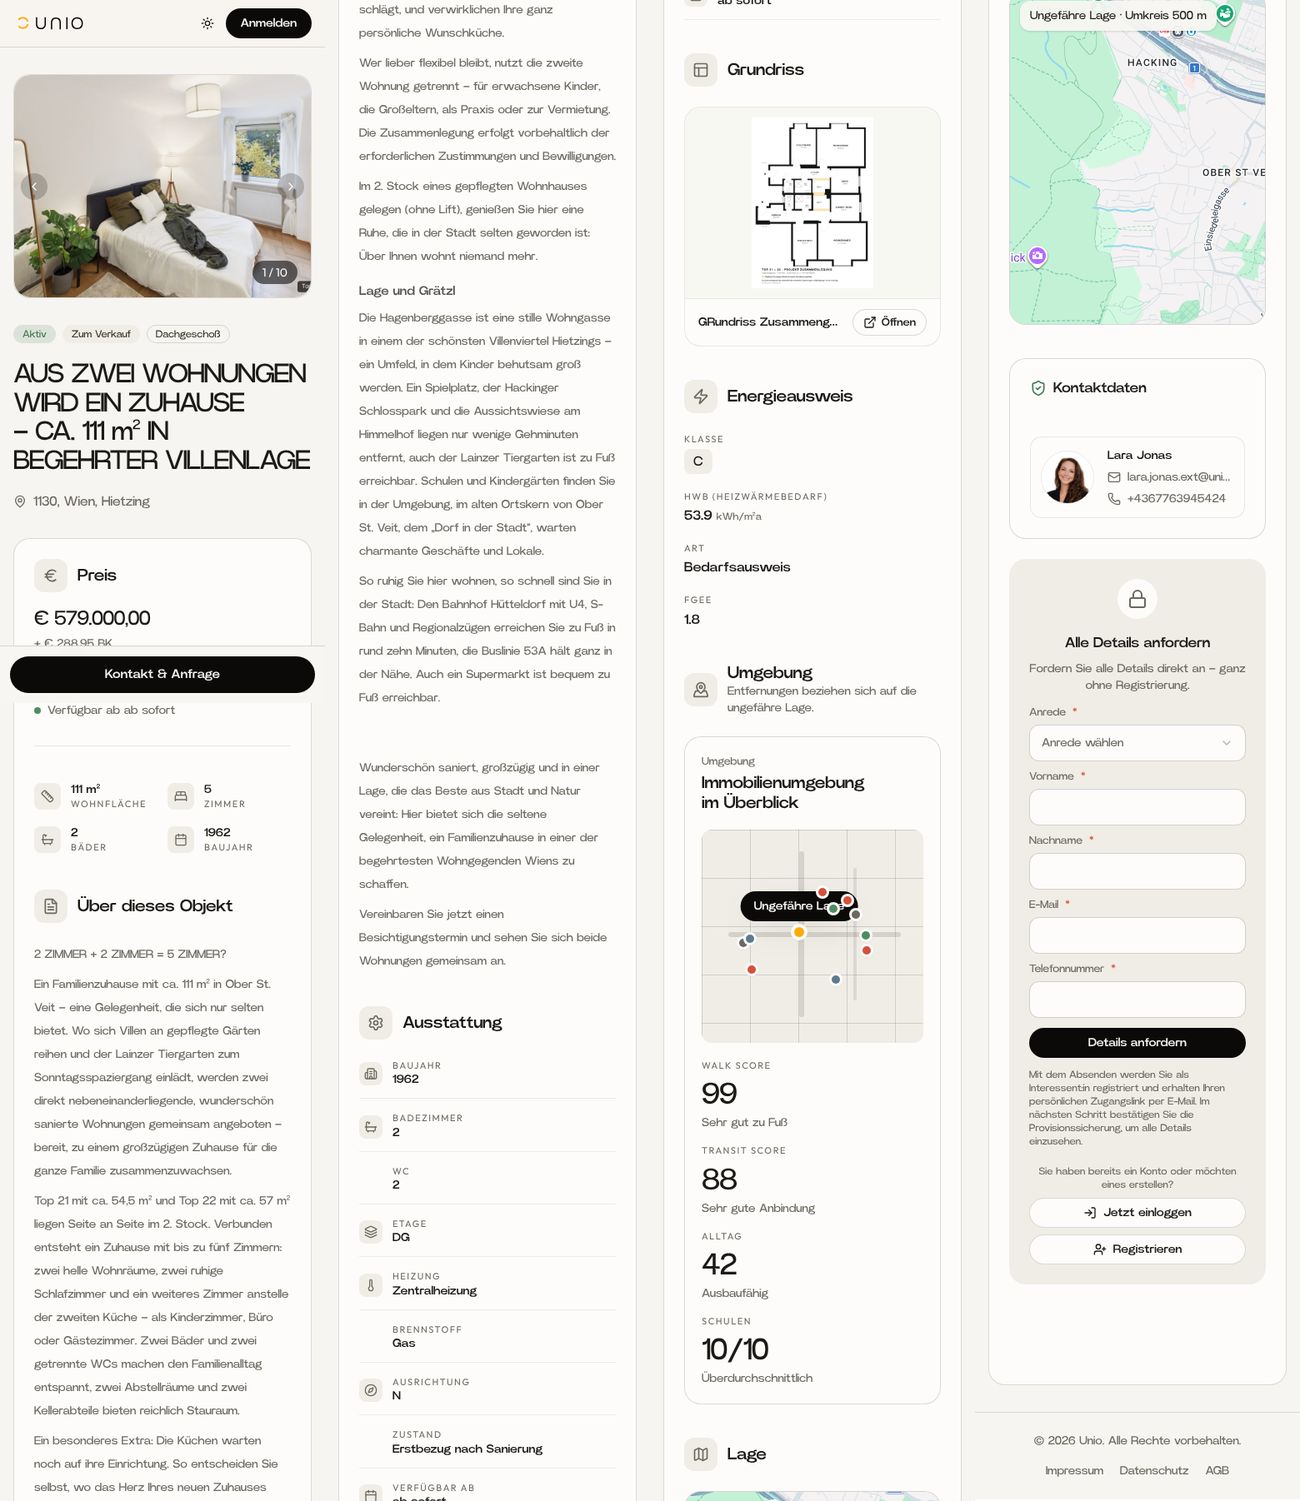 UNIO
Anmelden
1 / 10
Aktiv
Zum Verkauf
Dachgeschoß
AUS ZWEI WOHNUNGEN
WIRD EIN ZUHAUSE
– CA. 111 m² IN
BEGEHRTER VILLENLAGE
1130, Wien, Hietzing
Preis
€ 579.000,00
+ € 288,95 BK
Kontakt & Anfrage
Verfügbar ab ab sofort
111 m²
WOHNFLÄCHE
5
ZIMMER
2
BÄDER
1962
BAUJAHR
Über dieses Objekt
2 ZIMMER + 2 ZIMMER = 5 ZIMMER?
Ein Familienzuhause mit ca. 111 m² in Ober St.
Veit – eine Gelegenheit, die sich nur selten
bietet. Wo sich Villen an gepflegte Gärten
reihen und der Lainzer Tiergarten zum
Sonntagsspaziergang einlädt, werden zwei
direkt nebeneinanderliegende, wunderschön
sanierte Wohnungen gemeinsam angeboten –
bereit, zu einem großzügigen Zuhause für die
ganze Familie zusammenzuwachsen.
Top 21 mit ca. 54,5 m² und Top 22 mit ca. 57 m²
liegen Seite an Seite im 2. Stock. Verbunden
entsteht ein Zuhause mit bis zu fünf Zimmern:
zwei helle Wohnräume, zwei ruhige
Schlafzimmer und ein weiteres Zimmer anstelle
der zweiten Küche – als Kinderzimmer, Büro
oder Gästezimmer. Zwei Bäder und zwei
getrennte WCs machen den Familienalltag
entspannt, zwei Abstellräume und zwei
Kellerabteile bieten reichlich Stauraum.
Ein besonderes Extra: Die Küchen warten
noch auf ihre Einrichtung. So entscheiden Sie
selbst, wo das Herz Ihres neuen Zuhauses
schlägt, und verwirklichen Ihre ganz
persönliche Wunschküche.
Wer lieber flexibel bleibt, nutzt die zweite
Wohnung getrennt – für erwachsene Kinder,
die Großeltern, als Praxis oder zur Vermietung.
Die Zusammenlegung erfolgt vorbehaltlich der
erforderlichen Zustimmungen und Bewilligungen.
Im 2. Stock eines gepflegten Wohnhauses
gelegen (ohne Lift), genießen Sie hier eine
Ruhe, die in der Stadt selten geworden ist:
Über Ihnen wohnt niemand mehr.
Lage und Grätzl
Die Hagenberggasse ist eine stille Wohngasse
in einem der schönsten Villenviertel Hietzings –
ein Umfeld, in dem Kinder behutsam groß
werden. Ein Spielplatz, der Hackinger
Schlosspark und die Aussichtswiese am
Himmelhof liegen nur wenige Gehminuten
entfernt, auch der Lainzer Tiergarten ist zu Fuß
erreichbar. Schulen und Kindergärten finden Sie
in der Umgebung, im alten Ortskern von Ober
St. Veit, dem „Dorf in der Stadt“, warten
charmante Geschäfte und Lokale.
So ruhig Sie hier wohnen, so schnell sind Sie in
der Stadt: Den Bahnhof Hütteldorf mit U4, S-
Bahn und Regionalzügen erreichen Sie zu Fuß in
rund zehn Minuten, die Buslinie 53A hält ganz in
der Nähe. Auch ein Supermarkt ist bequem zu
Fuß erreichbar.
Wunderschön saniert, großzügig und in einer
Lage, die das Beste aus Stadt und Natur
vereint: Hier bietet sich die seltene
Gelegenheit, ein Familienzuhause in einer der
begehrtesten Wohngegenden Wiens zu
schaffen.
Vereinbaren Sie jetzt einen
Besichtigungstermin und sehen Sie sich beide
Wohnungen gemeinsam an.
Ausstattung
BAUJAHR
1962
BADEZIMMER
2
WC
2
ETAGE
DG
HEIZUNG
Zentralheizung
BRENNSTOFF
Gas
AUSRICHTUNG
N
ZUSTAND
Erstbezug nach Sanierung
VERFÜGBAR AB
ab sofort
Grundriss
GRundriss Zusammeng...
Öffnen
Energieausweis
KLASSE
C
HWB (HEIZWÄRMEBEDARF)
53.9 kWh/m²a
ART
Bedarfsausweis
FGEE
1.8
Umgebung
Entfernungen beziehen sich auf die
ungefähre Lage.
Umgebung
Immobilienumgebung
im Überblick
Ungefähre Lage
WALK SCORE
99
Sehr gut zu Fuß
TRANSIT SCORE
88
Sehr gute Anbindung
ALLTAG
42
Ausbaufähig
SCHULEN
10/10
Überdurchschnittlich
Lage
Ungefähre Lage · Umkreis 500 m
HACKING
1
OBER ST VE
Einsiedeleigasse
ick
Kontaktdaten
Lara Jonas
lara.jonas.ext@uni...
+4367763945424
Alle Details anfordern
Fordern Sie alle Details direkt an – ganz
ohne Registrierung.
Anrede *
Anrede wählen
Vorname *
Nachname *
E-Mail *
Telefonnummer *
Details anfordern
Mit dem Absenden werden Sie als
Interessent:in registriert und erhalten Ihren
persönlichen Zugangslink per E-Mail. Im
nächsten Schritt bestätigen Sie die
Provisionssicherung, um alle Details
einzusehen.
Sie haben bereits ein Konto oder möchten
eines erstellen?
Jetzt einloggen
Registrieren
© 2026 Unio. Alle Rechte vorbehalten.
Impressum
Datenschutz
AGB